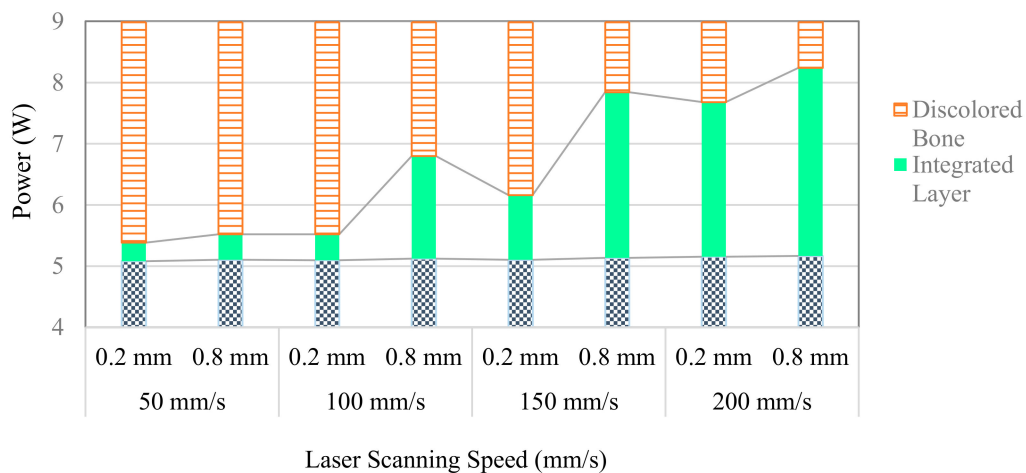 9
8
7
6
5
4
Power (W)
Discolored
Bone
Integrated
Layer
0.2 mm 0.8 mm 0.2 mm 0.8 mm 0.2 mm 0.8 mm 0.2 mm 0.8 mm
50 mm/s 100 mm/s 150 mm/s 200 mm/s
Laser Scanning Speed (mm/s)